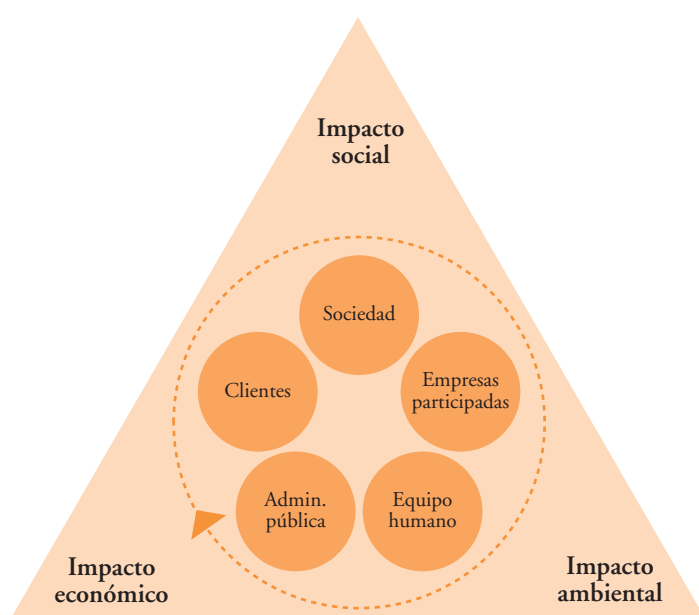 Impacto
social
Sociedad
Clientes
Empresas
participadas
Admin.
pública
Equipo
humano
Impacto
económico
Impacto
ambiental